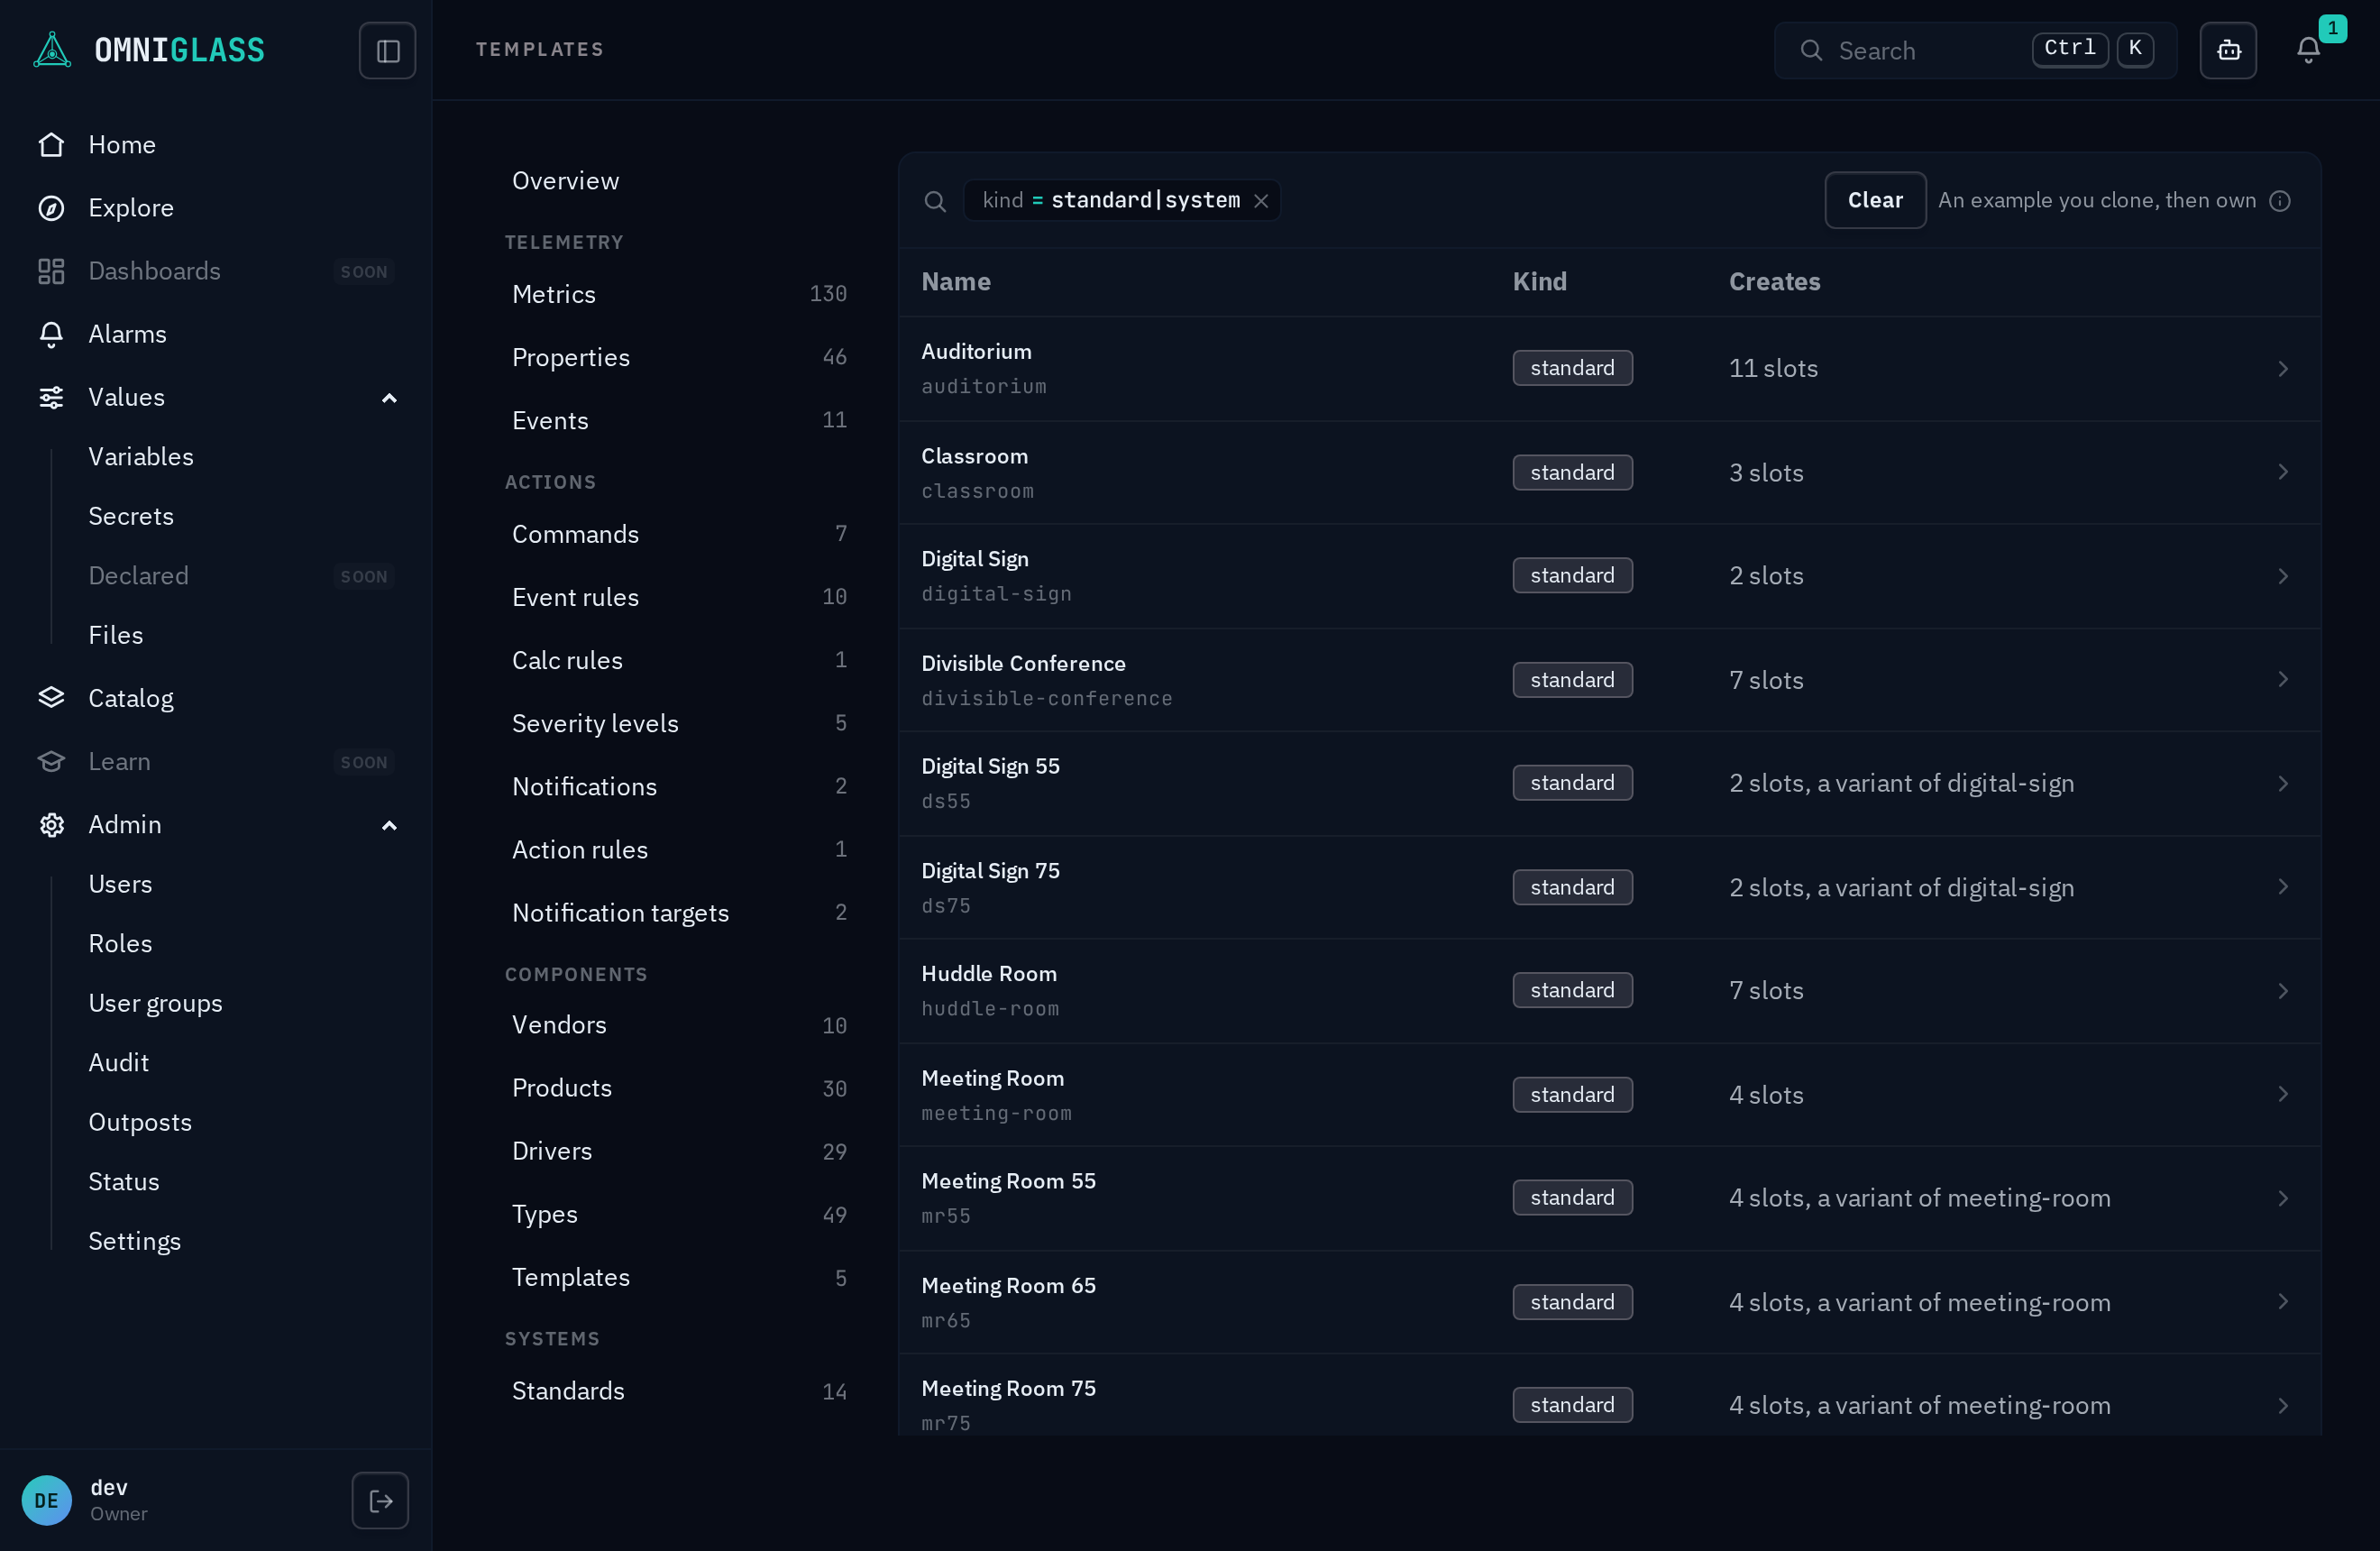 OMNIGLASS
TEMPLATES
Search
Ctrl K
1
Home
Explore
Dashboards SOON
Alarms
Values
Variables
Secrets
Declared SOON
Files
Catalog
Learn SOON
Admin
Users
Roles
User groups
Audit
Outposts
Status
Settings
DE
dev
Owner
Overview
TELEMETRY
Metrics 130
Properties 46
Events 11
ACTIONS
Commands 7
Event rules 10
Calc rules 1
Severity levels 5
Notifications 2
Action rules 1
Notification targets 2
COMPONENTS
Vendors 10
Products 30
Drivers 29
Types 49
Templates 5
SYSTEMS
Standards 14
kind = standard|system
Clear An example you clone, then own
Name Kind Creates
Auditorium
auditorium
standard 11 slots
Classroom
classroom
standard 3 slots
Digital Sign
digital-sign
standard 2 slots
Divisible Conference
divisible-conference
standard 7 slots
Digital Sign 55
ds55
standard 2 slots, a variant of digital-sign
Digital Sign 75
ds75
standard 2 slots, a variant of digital-sign
Huddle Room
huddle-room
standard 7 slots
Meeting Room
meeting-room
standard 4 slots
Meeting Room 55
mr55
standard 4 slots, a variant of meeting-room
Meeting Room 65
mr65
standard 4 slots, a variant of meeting-room
Meeting Room 75
mr75
standard 4 slots, a variant of meeting-room